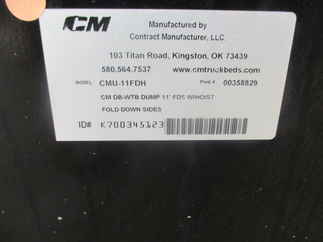 CM
Manufactured by
Contract Manufacturer, LLC
103 Titan Road, Kingston, OK 73439
580.564.7537 www.cmtruckbeds.com
MODEL CMU-11FDH Part # 00358829
CM DB-WTB DUMP 11' FDS W/HOIST
FOLD DOWN SIDES
ID# K700345123